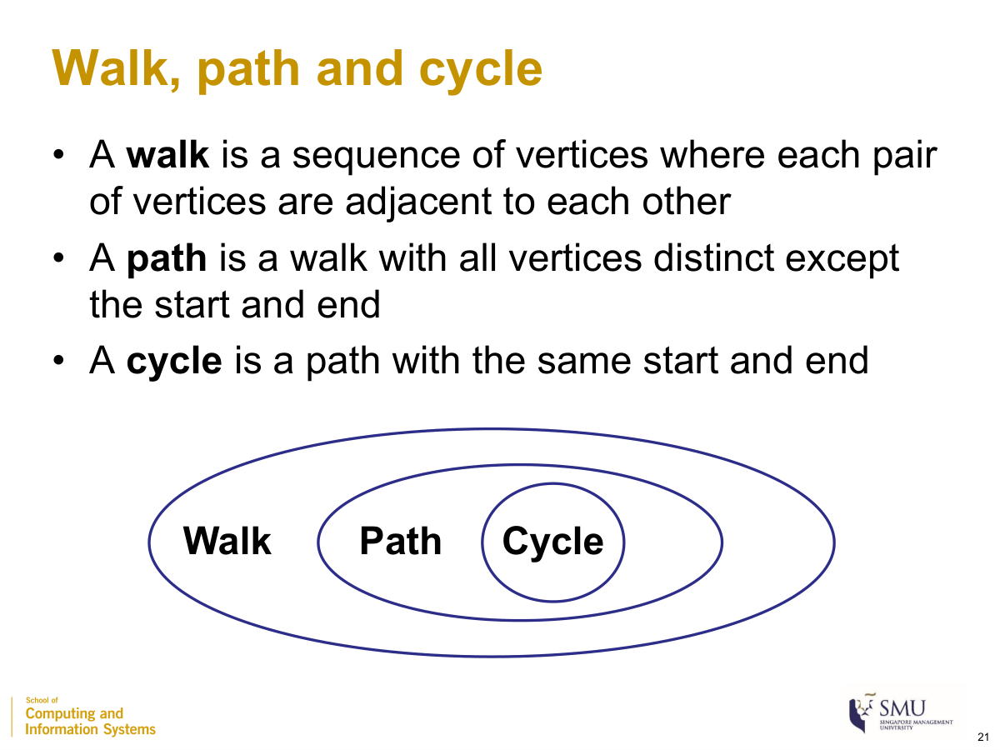 Walk, path and cycle
• A walk is a sequence of vertices where each pair
of vertices are adjacent to each other
• A path is a walk with all vertices distinct except
the start and end
• A cycle is a path with the same start and end
Walk Path Cycle
School of
Computing and
Information Systems
SMU
SINGAPORE MANAGEMENT
UNIVERSITY
21